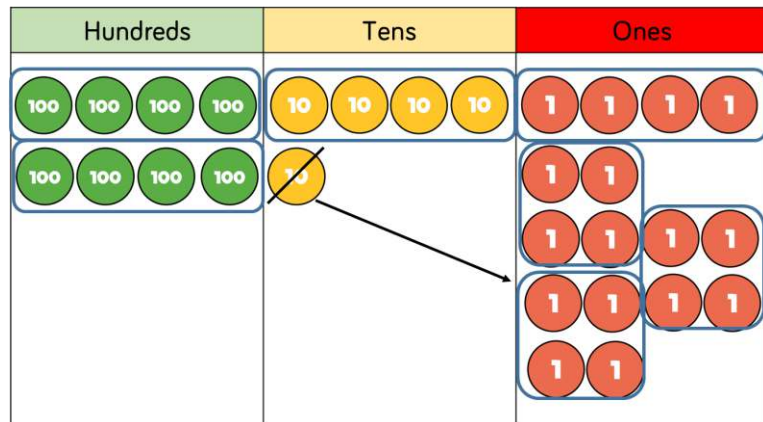 Hundreds Tens Ones
100 100 100 100 10 10 10 10 1 1 1 1
100 100 100 100 10 1 1
1 1 1 1
1 1 1 1
1 1